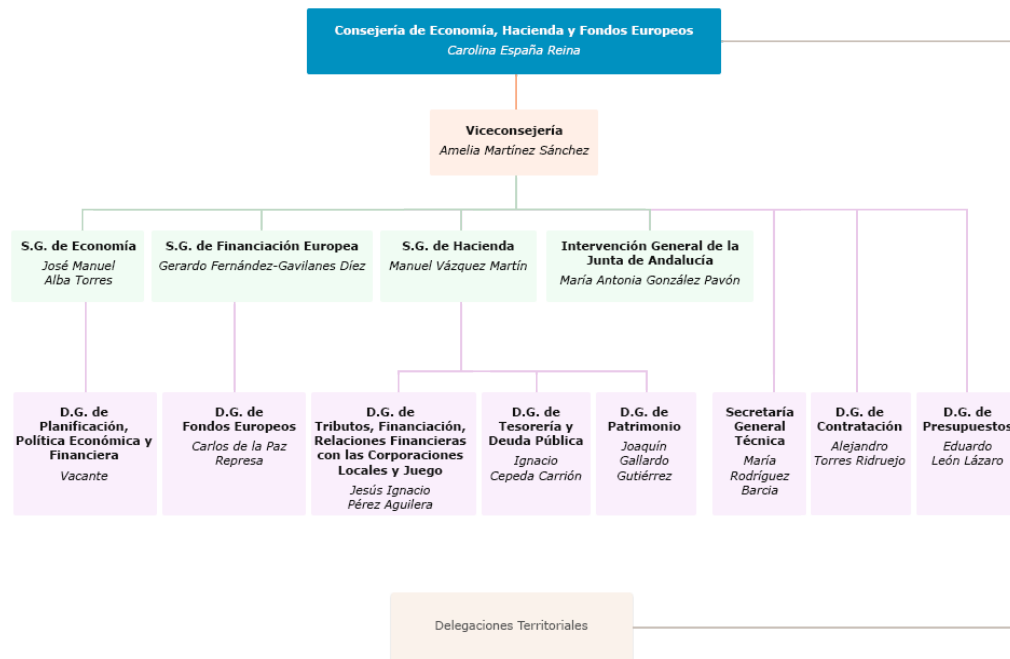 Consejería de Economía, Hacienda y Fondos Europeos
Carolina España Reina
Viceconsejería
Amelia Martínez Sánchez
S.G. de Economía
José Manuel
Alba Torres
S.G. de Financiación Europea
Gerardo Fernández-Gavilanes Díez
S.G. de Hacienda
Manuel Vázquez Martín
Intervención General de la
Junta de Andalucía
María Antonia González Pavón
D.G. de
Planificación,
Política Económica y
Financiera
Vacante
D.G. de
Fondos Europeos
Carlos de la Paz
Represa
D.G. de
Tributos, Financiación,
Relaciones Financieras
con las Corporaciones
Locales y Juego
Jesús Ignacio
Pérez Aguilera
D.G. de
Tesorería y
Deuda Pública
Ignacio
Cepeda Carrión
D.G. de
Patrimonio
Joaquín
Gallardo
Gutiérrez
Secretaría
General
Técnica
María
Rodríguez
Barcia
D.G. de
Contratación
Alejandro
Torres Ridruejo
D.G. de
Presupuestos
Eduardo
León Lázaro
Delegaciones Territoriales